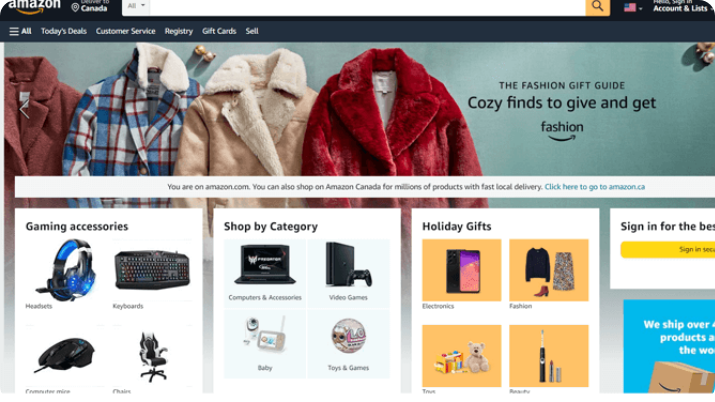 amazon
Deliver to
Canada
All
Hello, Sign in
Account & Lists
All
Today's Deals
Customer Service
Registry
Gift Cards
Sell
THE FASHION GIFT GUIDE
Cozy finds to give and get
fashion
You are on amazon.com. You can also shop on Amazon Canada for millions of products with fast local delivery. Click here to go to amazon.ca
Gaming accessories
Headsets
Keyboards
Computer mice
Chairs
Shop by Category
PREDATOR
Computers & Accessories
Video Games
Baby
Toys & Games
Holiday Gifts
Electronics
Fashion
Toys
Beauty
Sign in for the bes
Sign in secu
We ship over 4
products a
the wo